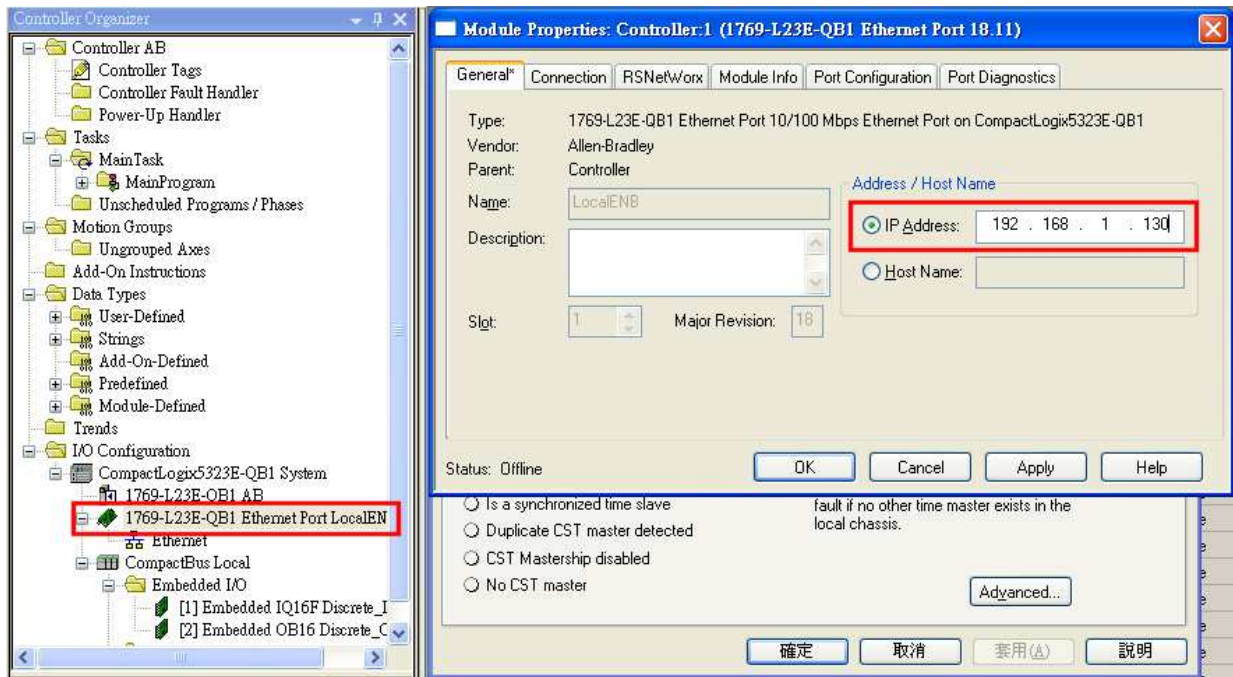 Controller Organizer
Controller AB
Controller Tags
Controller Fault Handler
Power-Up Handler
Tasks
MainTask
MainProgram
Unscheduled Programs / Phases
Motion Groups
Ungrouped Axes
Add-On Instructions
Data Types
User-Defined
Strings
Add-On-Defined
Predefined
Module-Defined
Trends
I/O Configuration
CompactLogix5323E-QB1 System
1769-L23E-QB1 AB
1769-L23E-QB1 Ethernet Port LocalEN
Ethernet
CompactBus Local
Embedded I/O
[1] Embedded IQ16F Discrete_I
[2] Embedded OB16 Discrete_O
Module Properties: Controller:1 (1769-L23E-QB1 Ethernet Port 18.11)
General* Connection RSNetWorx Module Info Port Configuration Port Diagnostics
Type: 1769-L23E-QB1 Ethernet Port 10/100 Mbps Ethernet Port on CompactLogix5323E-QB1
Vendor: Allen-Bradley
Parent: Controller
Name: LocalENB
Description:
Slot: 1 Major Revision: 18
Address / Host Name
IP Address: 192 . 168 . 1 . 130
Host Name:
Status: Offline
OK Cancel Apply Help
Is a synchronized time slave
Duplicate CST master detected
CST Mastership disabled
No CST master
fault if no other time master exists in the
local chassis.
Advanced...
確定 取消 套用(A) 說明